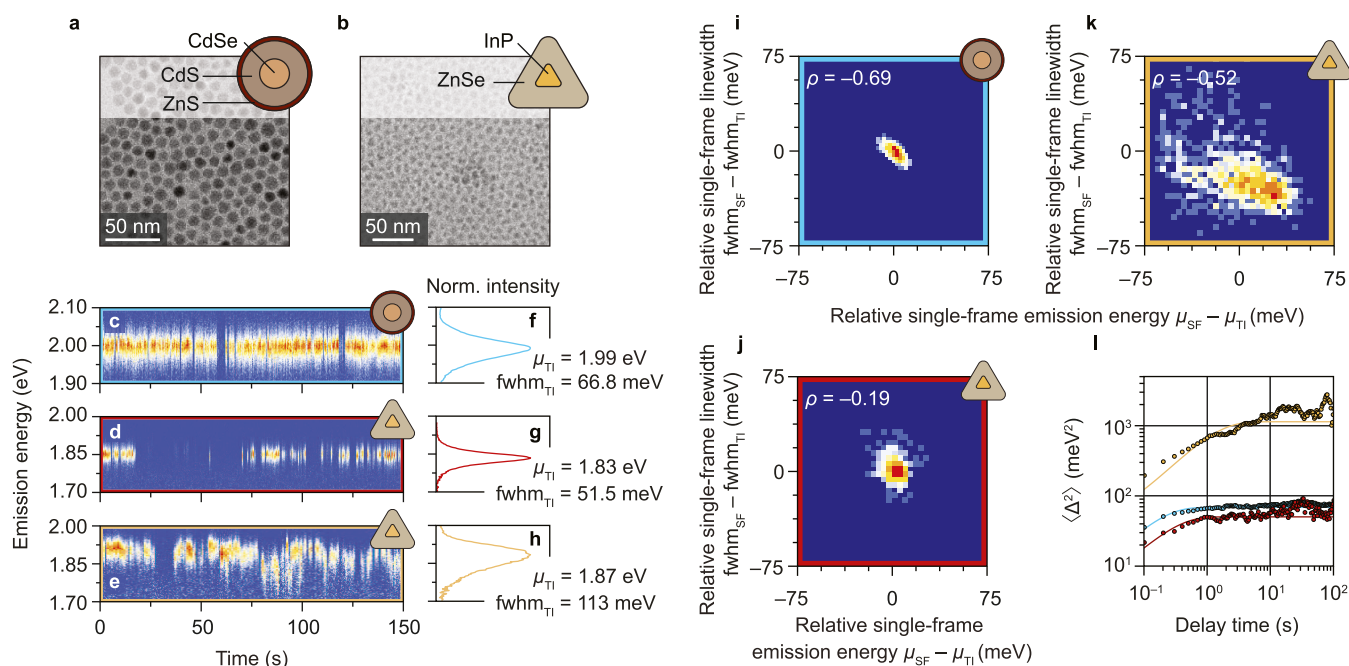 a
CdSe
CdS
ZnS
50 nm
b
InP
ZnSe
50 nm
Emission energy (eV)
2.10
2.00
1.90
c
2.00
1.85
1.70
d
2.00
1.85
1.70
e
0
50
100
150
Time (s)
Norm. intensity
f
μTI = 1.99 eV
fwhmTI = 66.8 meV
g
μTI = 1.83 eV
fwhmTI = 51.5 meV
h
μTI = 1.87 eV
fwhmTI = 113 meV
i
Relative single-frame linewidth
fwhmSF – fwhmTI (meV)
75
0
–75
ρ = –0.69
–75
0
75
k
Relative single-frame linewidth
fwhmSF – fwhmTI (meV)
75
0
–75
ρ = –0.52
–75
0
75
Relative single-frame emission energy μSF – μTI (meV)
j
Relative single-frame linewidth
fwhmSF – fwhmTI (meV)
75
0
–75
ρ = –0.19
–75
0
75
Relative single-frame
emission energy μSF – μTI (meV)
l
⟨Δ²⟩ (meV²)
10³
10²
10¹
10⁻¹
10⁰
10¹
10²
Delay time (s)